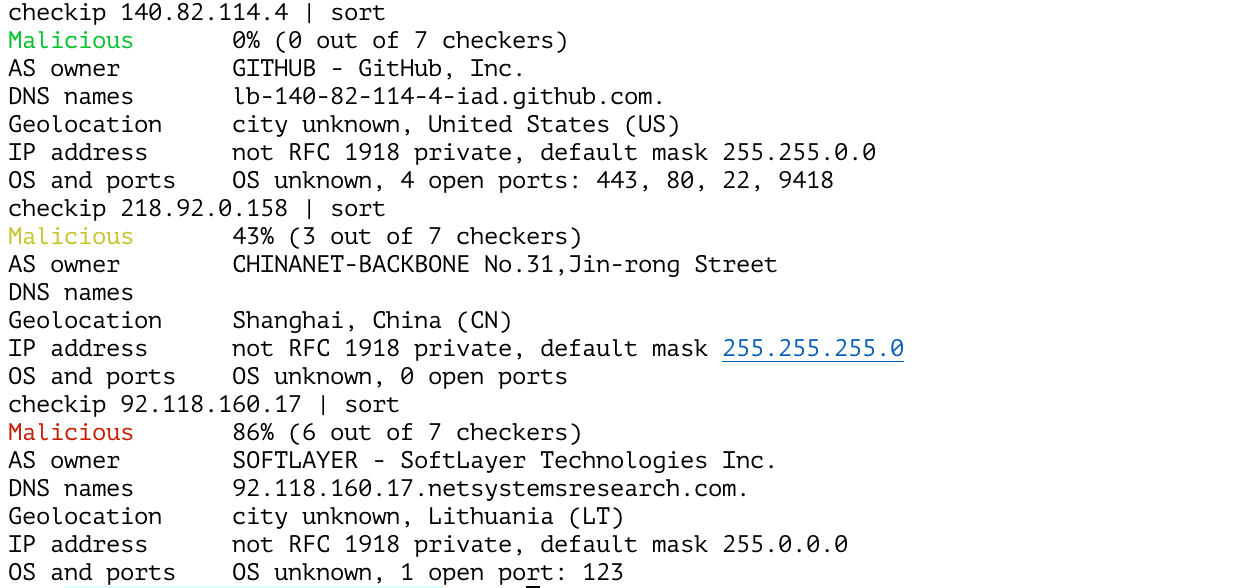 checkip 140.82.114.4 | sort
Malicious       0% (0 out of 7 checkers)
AS owner        GITHUB - GitHub, Inc.
DNS names       lb-140-82-114-4-iad.github.com.
Geolocation     city unknown, United States (US)
IP address      not RFC 1918 private, default mask 255.255.0.0
OS and ports    OS unknown, 4 open ports: 443, 80, 22, 9418
checkip 218.92.0.158 | sort
Malicious       43% (3 out of 7 checkers)
AS owner        CHINANET-BACKBONE No.31,Jin-rong Street
DNS names
Geolocation     Shanghai, China (CN)
IP address      not RFC 1918 private, default mask 255.255.255.0
OS and ports    OS unknown, 0 open ports
checkip 92.118.160.17 | sort
Malicious       86% (6 out of 7 checkers)
AS owner        SOFTLAYER - SoftLayer Technologies Inc.
DNS names       92.118.160.17.netsystemsresearch.com.
Geolocation     city unknown, Lithuania (LT)
IP address      not RFC 1918 private, default mask 255.0.0.0
OS and ports    OS unknown, 1 open port: 123